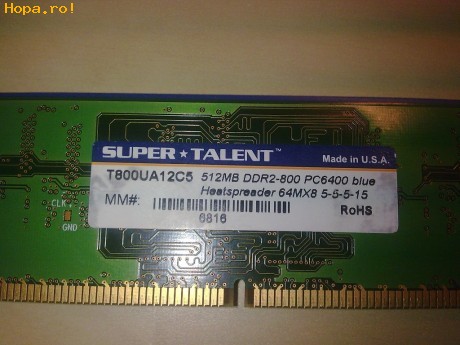 Hopa.ro!
SUPER★TALENT Made in U.S.A.
T800UA12C5 512MB DDR2-800 PC6400 blue
Heatspreader 64MX8 5-5-5-15
MM#: RoHS
6816
CLK
GND